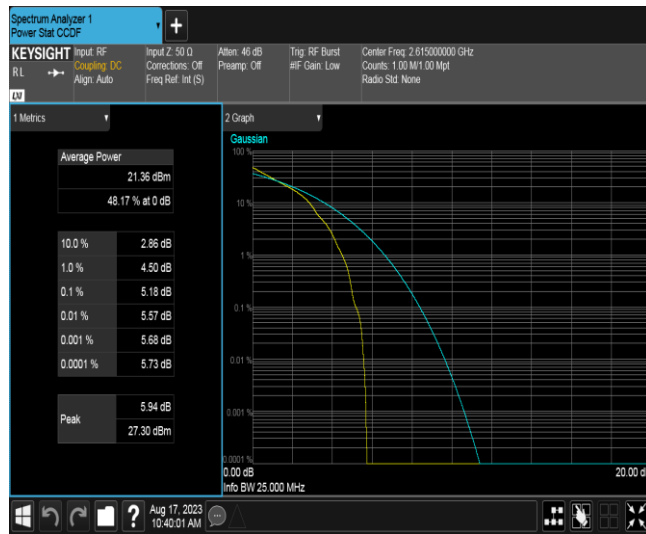 Spectrum Analyzer 1
Power Stat CCDF
KEYSIGHT
RL
LXI
Input: RF
Coupling: DC
Align: Auto
Input Z: 50 Ω
Corrections: Off
Freq Ref: Int (S)
Atten: 46 dB
Preamp: Off
Trig: RF Burst
#IF Gain: Low
Center Freq: 2.615000000 GHz
Counts: 1.00 M/1.00 Mpt
Radio Std: None
1 Metrics
Average Power
21.36 dBm
48.17 % at 0 dB
10.0 % 2.86 dB
1.0 % 4.50 dB
0.1 % 5.18 dB
0.01 % 5.57 dB
0.001 % 5.68 dB
0.0001 % 5.73 dB
Peak
5.94 dB
27.30 dBm
2 Graph
Gaussian
100 %
10 %
1 %
0.1 %
0.01 %
0.001 %
0.0001 %
0.00 dB
20.00 d
Info BW 25.000 MHz
Aug 17, 2023
10:40:01 AM